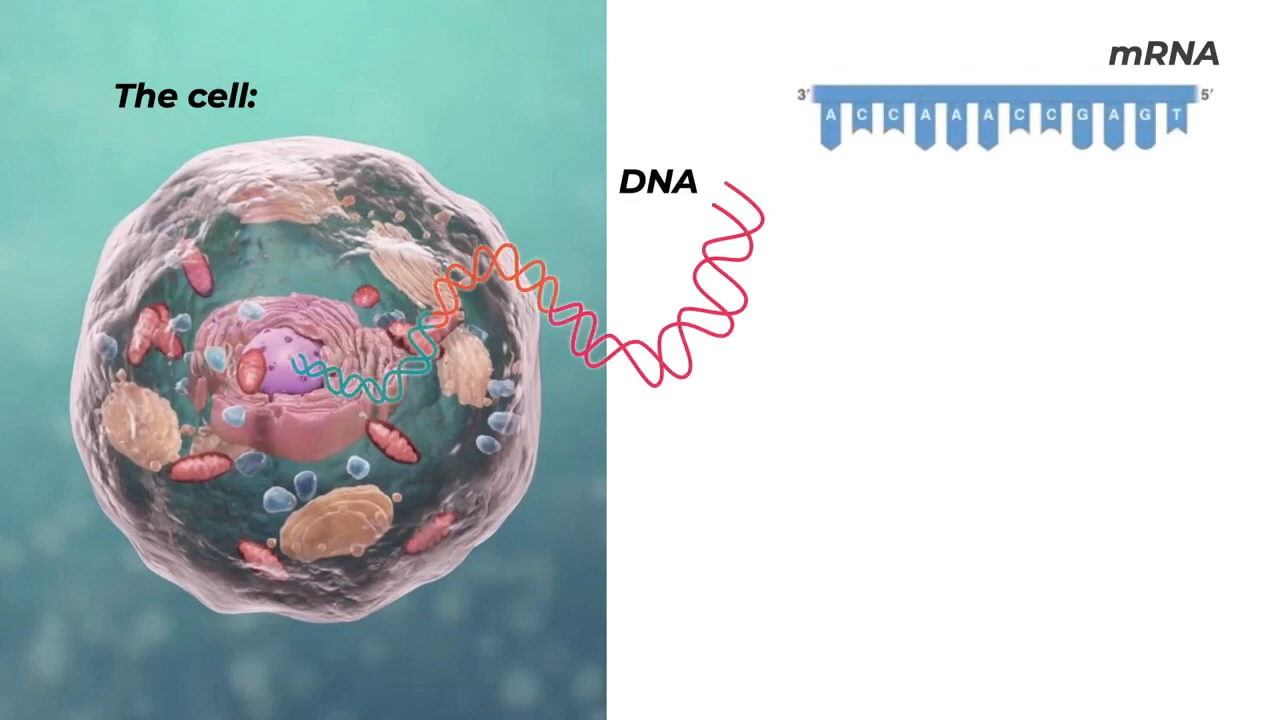 The cell:
DNA
mRNA
3′ 5′
A C C A A A C C G A G T